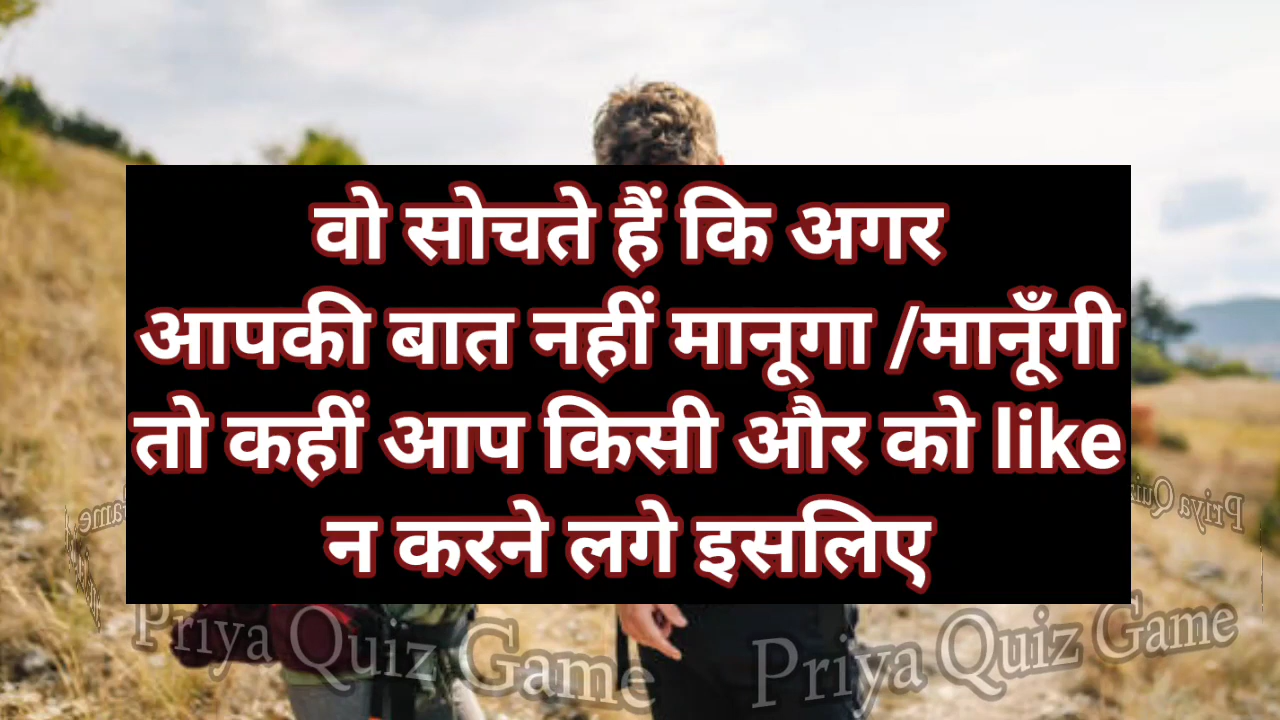 वो सोचते हैं कि अगर
आपकी बात नहीं मानूगा /मानूँगी
तो कहीं आप किसी और को like
न करने लगे इसलिए
Priya Quiz Game
Priya Quiz Game